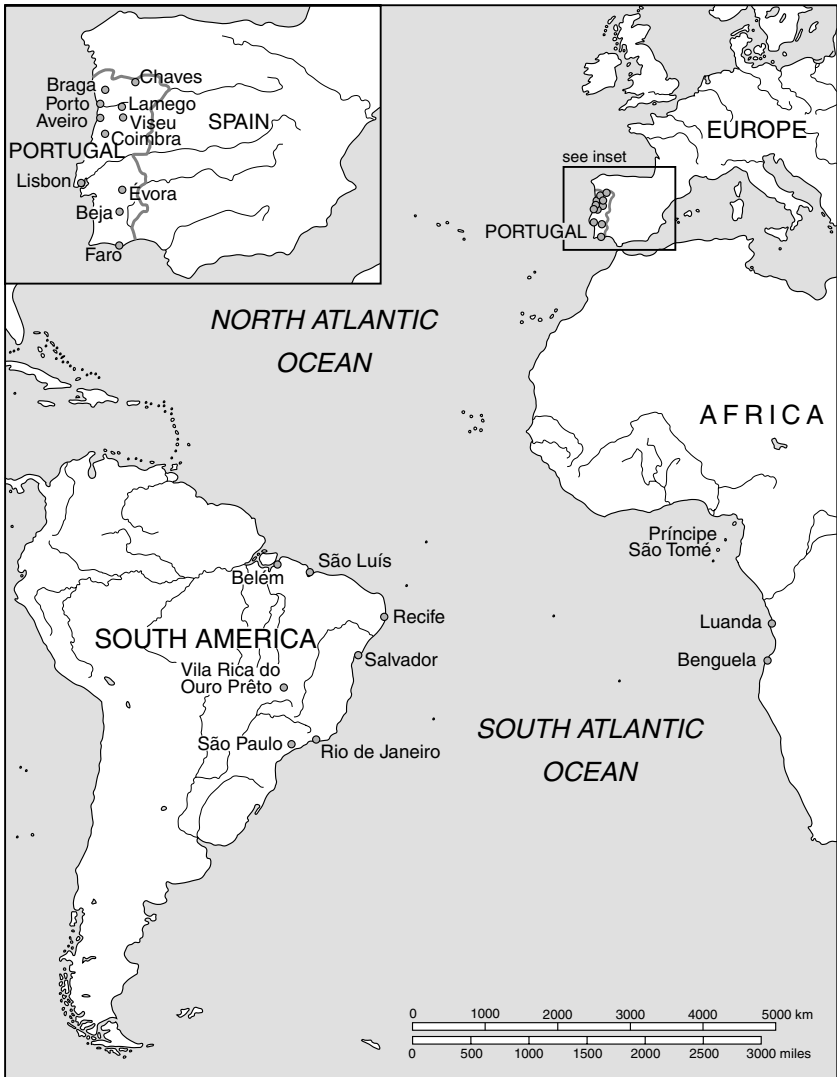 Chaves
Braga
Porto
Lamego
Aveiro
Viseu
SPAIN
Coimbra
PORTUGAL
Lisbon
Évora
Beja
Faro
EUROPE
see inset
PORTUGAL
NORTH ATLANTIC
OCEAN
AFRICA
Príncipe
São Tomé
São Luís
Belém
Recife
Luanda
SOUTH AMERICA
Salvador
Benguela
Vila Rica do
Ouro Prêto
São Paulo
Rio de Janeiro
SOUTH ATLANTIC
OCEAN
0 1000 2000 3000 4000 5000 km
0 500 1000 1500 2000 2500 3000 miles